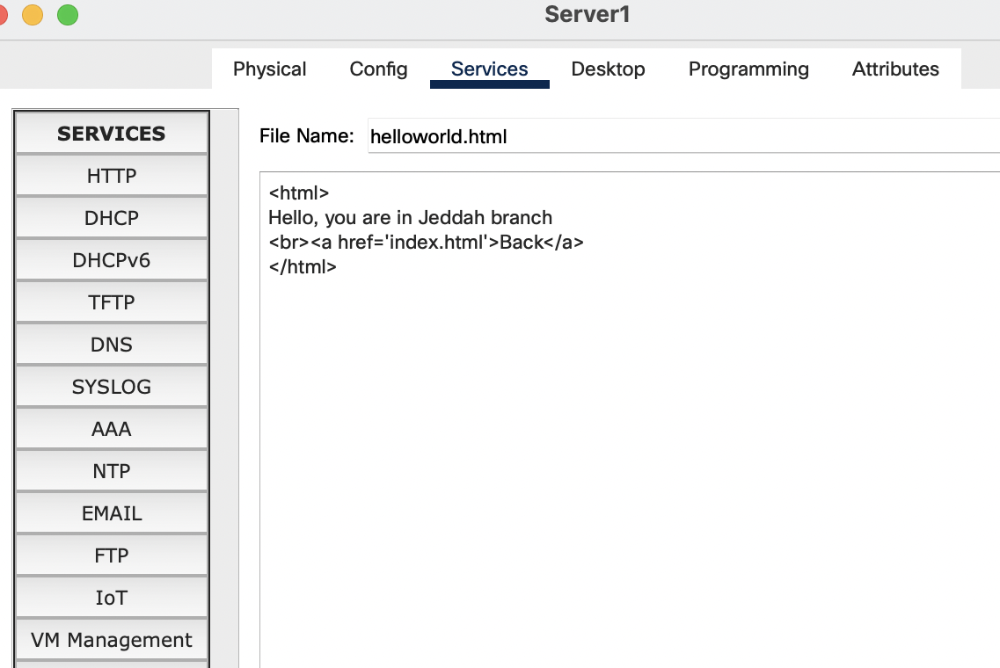 Server1
Physical Config Services Desktop Programming Attributes
SERVICES
HTTP
DHCP
DHCPv6
TFTP
DNS
SYSLOG
AAA
NTP
EMAIL
FTP
IoT
VM Management
File Name: helloworld.html
<html>
Hello, you are in Jeddah branch
<br><a href='index.html'>Back</a>
</html>